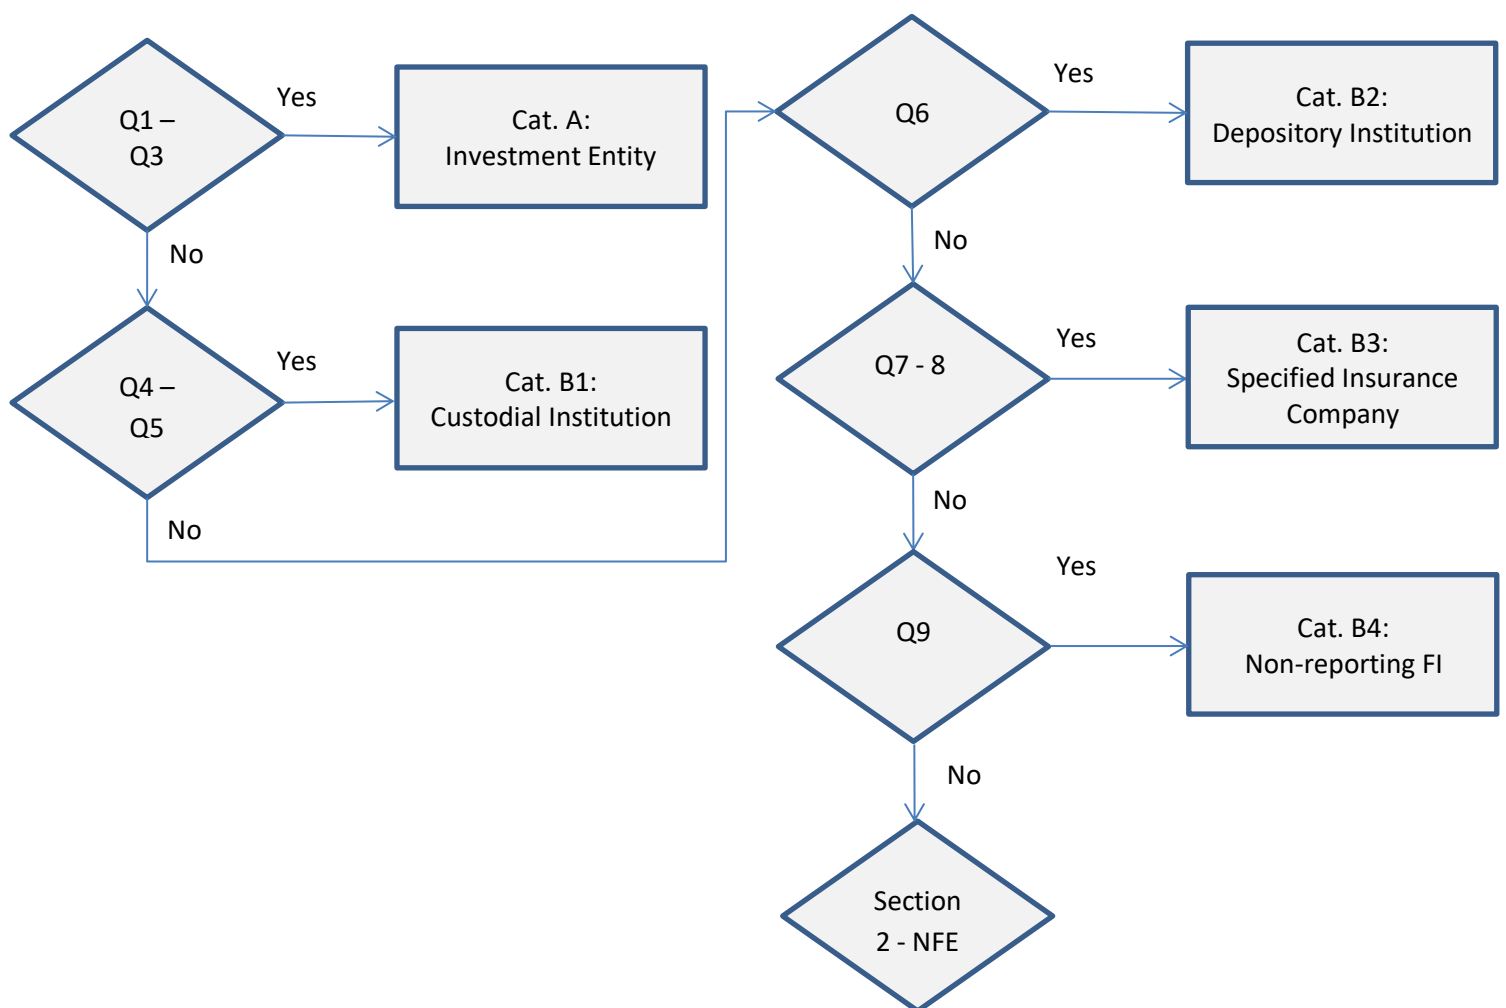 Q1 –
Q3
Yes
Cat. A:
Investment Entity
No
Q4 –
Q5
Yes
Cat. B1:
Custodial Institution
No
Q6
Yes
Cat. B2:
Depository Institution
No
Q7 - 8
Yes
Cat. B3:
Specified Insurance
Company
No
Q9
Yes
Cat. B4:
Non-reporting FI
No
Section
2 - NFE